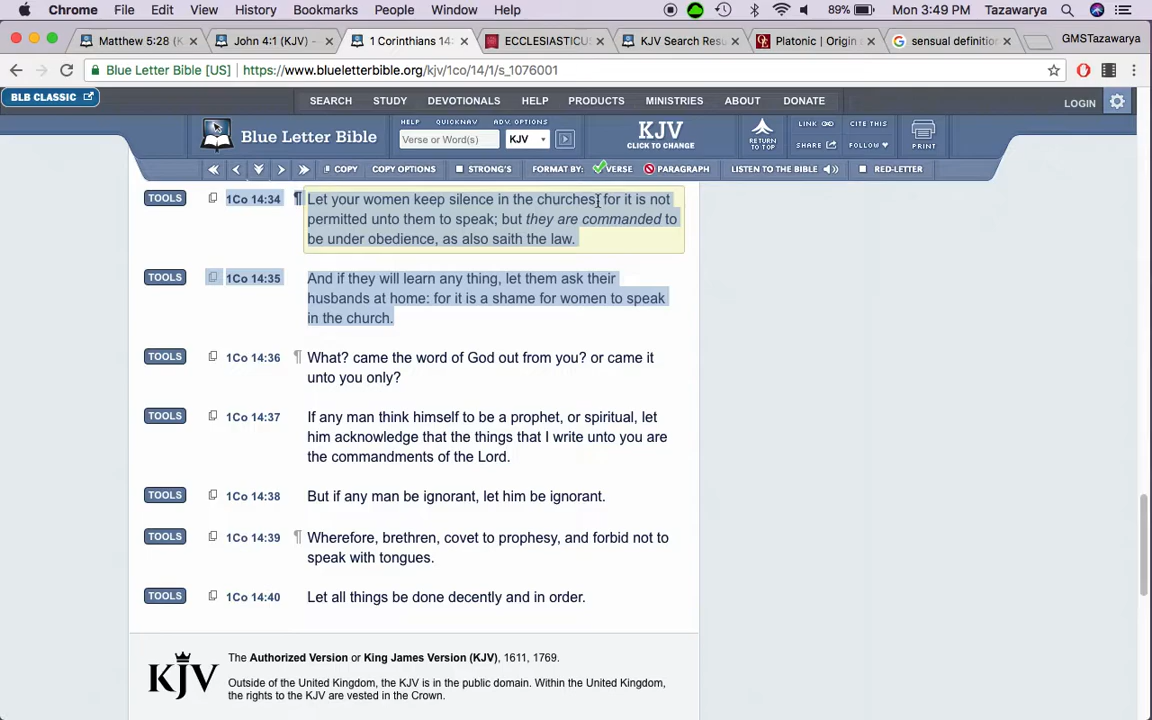 Chrome File Edit View History Bookmarks People Window Help 89% Mon 3:49 PM Tazawarya
Matthew 5:28 (K John 4:1 (KJV) - 1 Corinthians 14: ECCLESIASTICU KJV Search Resu Platonic | Origin sensual definitio GMSTazawarya
Blue Letter Bible [US] https://www.blueletterbible.org/kjv/1co/14/1/s_1076001
BLB CLASSIC SEARCH STUDY DEVOTIONALS HELP PRODUCTS MINISTRIES ABOUT DONATE LOGIN
HELP QUICKNAV ADV. OPTIONS
Blue Letter Bible Verse or Word(s) KJV
KJV
CLICK TO CHANGE
RETURN TO TOP
LINK CITE THIS
SHARE FOLLOW
PRINT
COPY COPY OPTIONS STRONG'S FORMAT BY: VERSE PARAGRAPH LISTEN TO THE BIBLE RED-LETTER
TOOLS 1Co 14:34 ¶ Let your women keep silence in the churches: for it is not
permitted unto them to speak; but they are commanded to
be under obedience, as also saith the law.
TOOLS 1Co 14:35 And if they will learn any thing, let them ask their
husbands at home: for it is a shame for women to speak
in the church.
TOOLS 1Co 14:36 ¶ What? came the word of God out from you? or came it
unto you only?
TOOLS 1Co 14:37 If any man think himself to be a prophet, or spiritual, let
him acknowledge that the things that I write unto you are
the commandments of the Lord.
TOOLS 1Co 14:38 But if any man be ignorant, let him be ignorant.
TOOLS 1Co 14:39 ¶ Wherefore, brethren, covet to prophesy, and forbid not to
speak with tongues.
TOOLS 1Co 14:40 Let all things be done decently and in order.
KJV
The Authorized Version or King James Version (KJV), 1611, 1769.
Outside of the United Kingdom, the KJV is in the public domain. Within the United Kingdom,
the rights to the KJV are vested in the Crown.